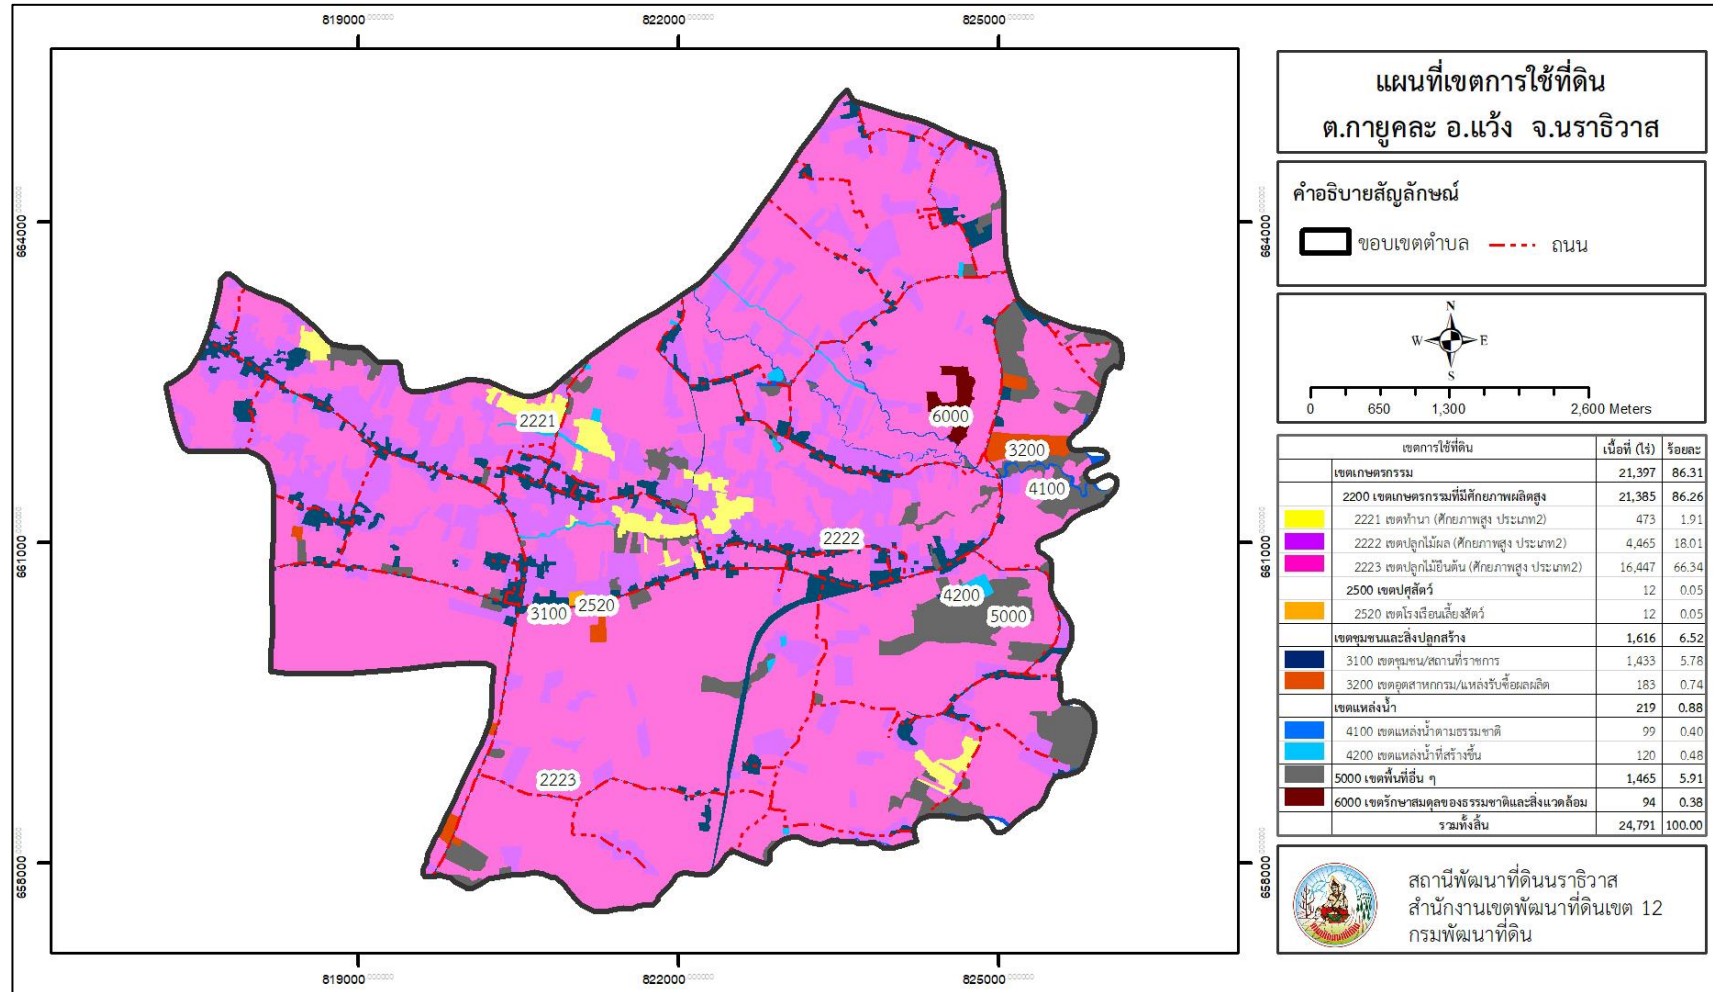 819000
822000
825000
664000
661000
658000
664000
661000
658000
819000
822000
825000
2221
2222
2223
3100
2520
4200
5000
6000
3200
4100
แผนที่เขตการใช้ที่ดิน
ต.กายูคละ อ.แว้ง จ.นราธิวาส
คำอธิบายสัญลักษณ์
ขอบเขตตำบล ถนน
N
W E
S
0 650 1,300 2,600 Meters
เขตการใช้ที่ดิน เนื้อที่ (ไร่) ร้อยละ
เขตเกษตรกรรม 21,397 86.31
2200 เขตเกษตรกรรมที่มีศักยภาพผลิตสูง 21,385 86.26
2221 เขตทำนา (ศักยภาพสูง ประเภท2) 473 1.91
2222 เขตปลูกไม้ผล (ศักยภาพสูง ประเภท2) 4,465 18.01
2223 เขตปลูกไม้ยืนต้น (ศักยภาพสูง ประเภท2) 16,447 66.34
2500 เขตปศุสัตว์ 12 0.05
2520 เขตโรงเรือนเลี้ยงสัตว์ 12 0.05
เขตชุมชนและสิ่งปลูกสร้าง 1,616 6.52
3100 เขตชุมชน/สถานที่ราชการ 1,433 5.78
3200 เขตอุตสาหกรรม/แหล่งรับซื้อผลผลิต 183 0.74
เขตแหล่งน้ำ 219 0.88
4100 เขตแหล่งน้ำตามธรรมชาติ 99 0.40
4200 เขตแหล่งน้ำที่สร้างขึ้น 120 0.48
5000 เขตพื้นที่อื่น ๆ 1,465 5.91
6000 เขตรักษาสมดุลของธรรมชาติและสิ่งแวดล้อม 94 0.38
รวมทั้งสิ้น 24,791 100.00
สถานีพัฒนาที่ดินนราธิวาส
สำนักงานเขตพัฒนาที่ดินเขต 12
กรมพัฒนาที่ดิน